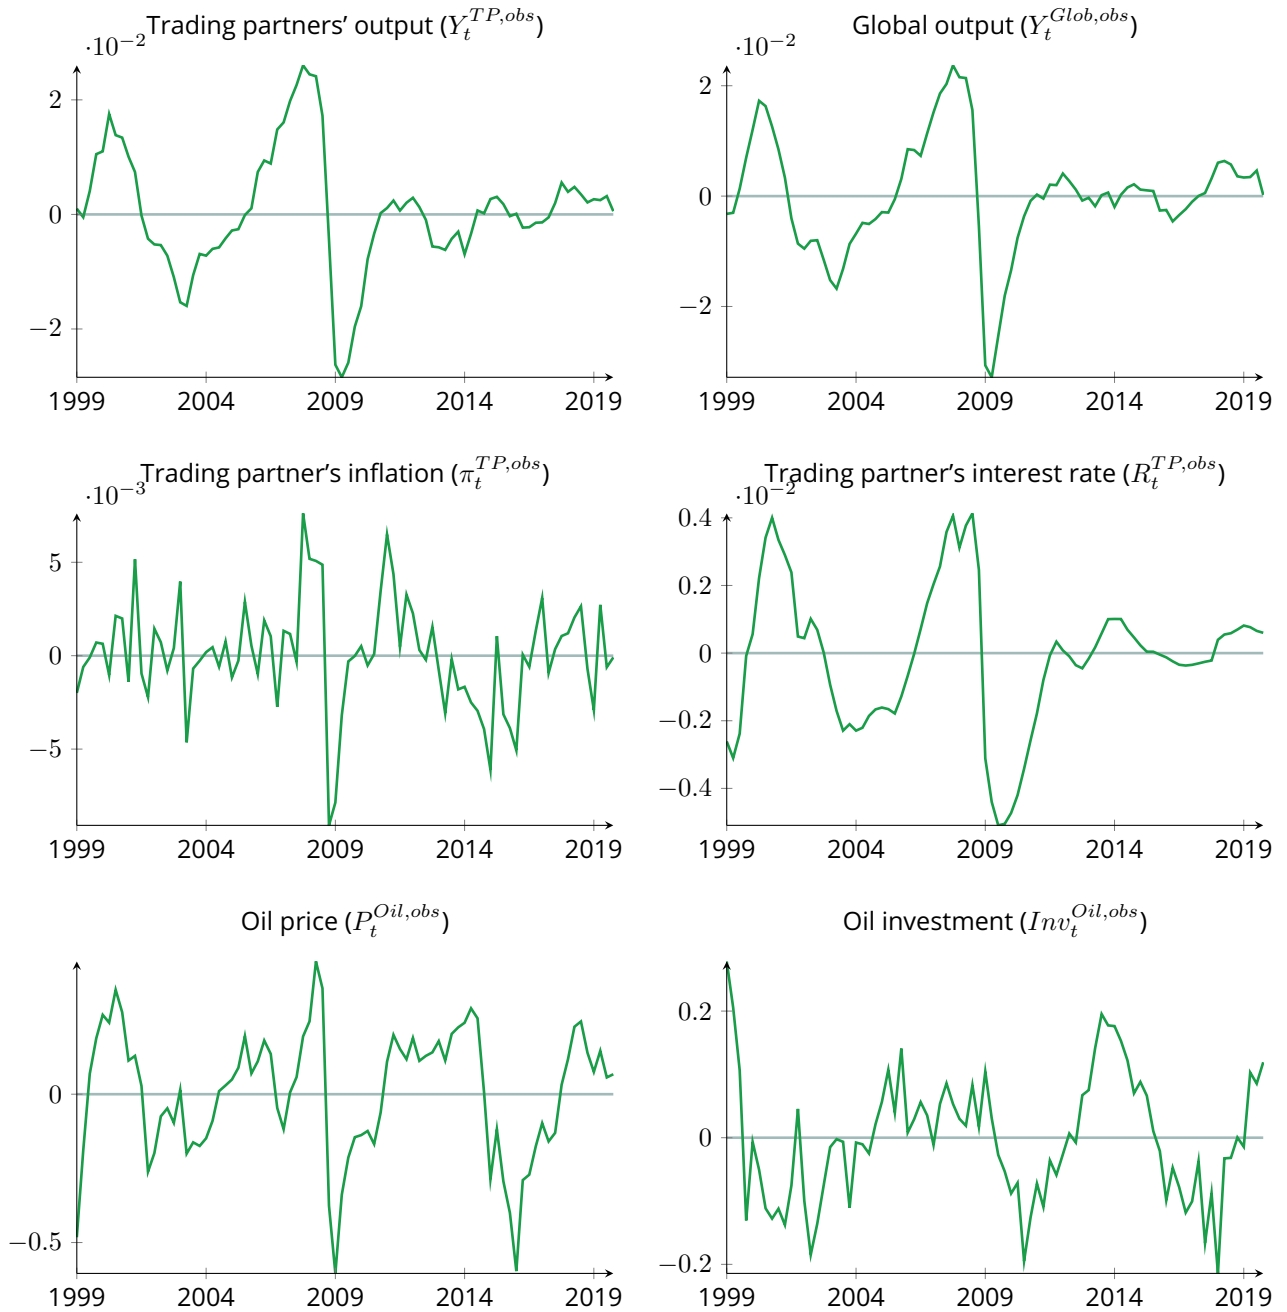 Trading partners’ output (Y_t^{TP,obs})
·10^{−2}
2
0
−2
1999 2004 2009 2014 2019
Global output (Y_t^{Glob,obs})
·10^{−2}
2
0
−2
1999 2004 2009 2014 2019
Trading partner’s inflation (π_t^{TP,obs})
·10^{−3}
5
0
−5
1999 2004 2009 2014 2019
Trading partner’s interest rate (R_t^{TP,obs})
·10^{−2}
0.4
0.2
0
−0.2
−0.4
1999 2004 2009 2014 2019
Oil price (P_t^{Oil,obs})
0
−0.5
1999 2004 2009 2014 2019
Oil investment (Inv_t^{Oil,obs})
0.2
0
−0.2
1999 2004 2009 2014 2019